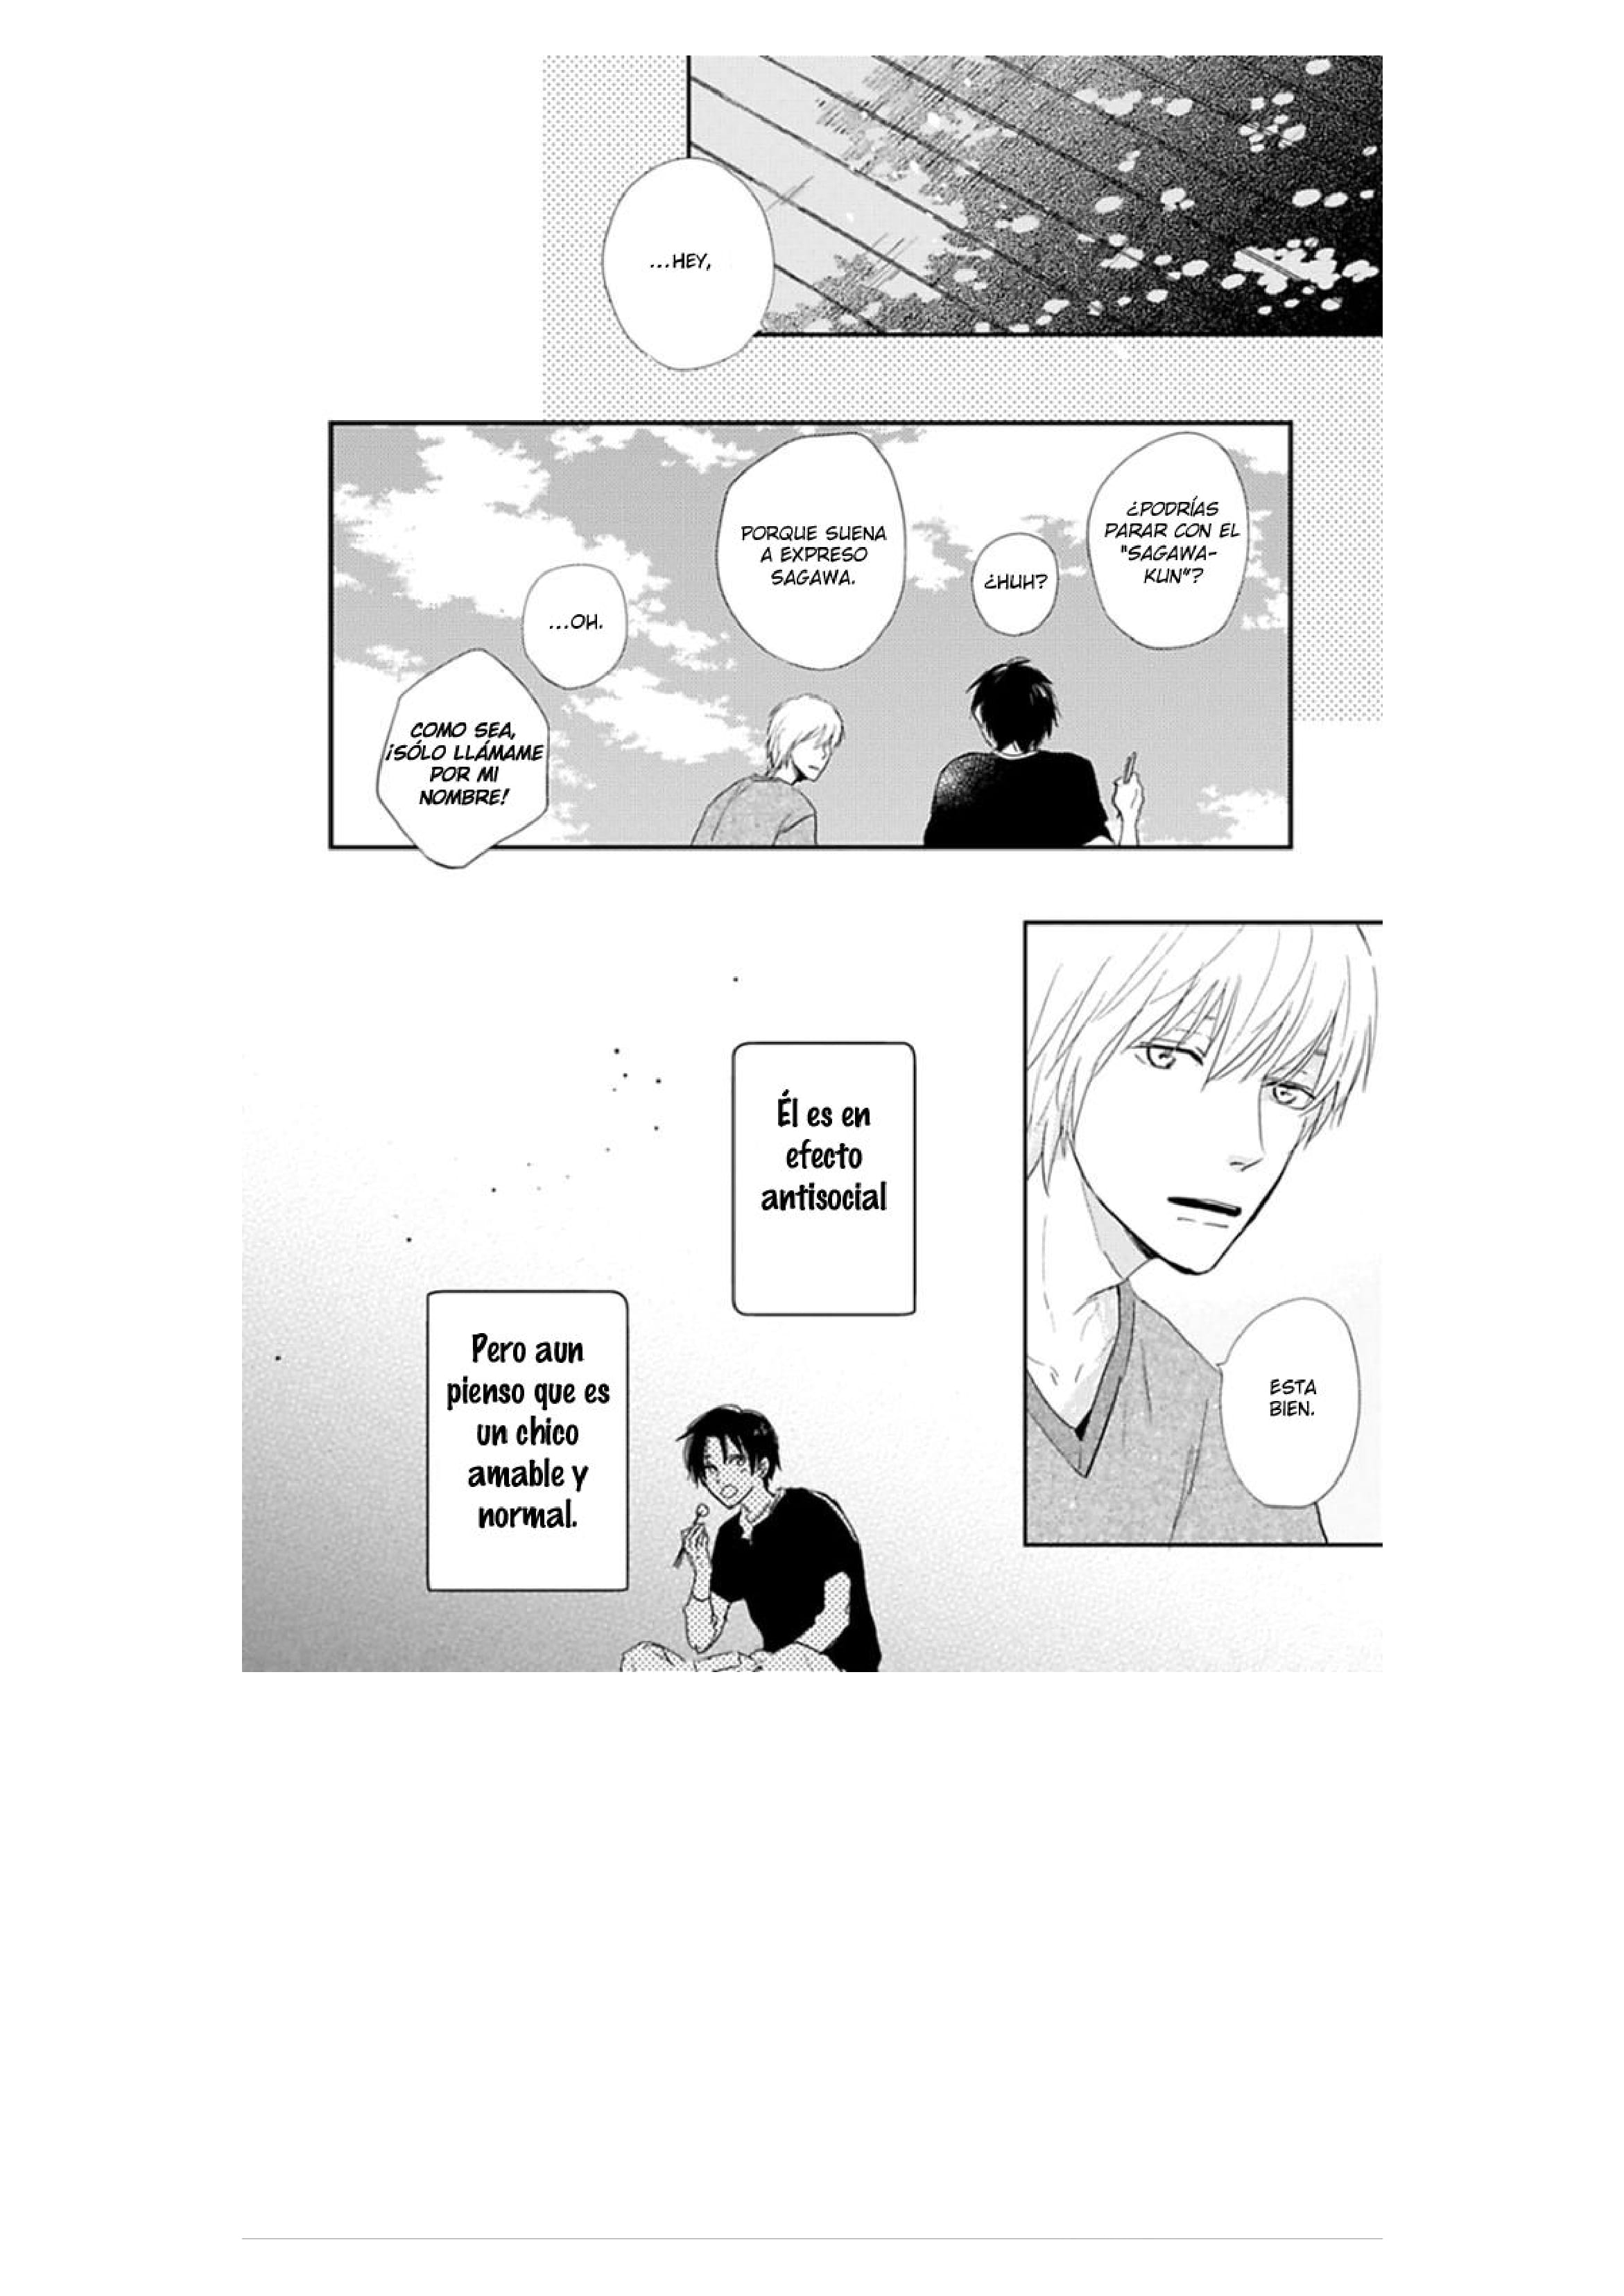 ...HEY,
¿PODRÍAS
PARAR CON EL
"SAGAWA-
KUN"?
¿HUH?
PORQUE SUENA
A EXPRESO
SAGAWA.
...OH.
COMO SEA,
¡SÓLO LLÁMAME
POR MI
NOMBRE!
ESTA
BIEN.
Él es en
efecto
antisocial
Pero aun
pienso que es
un chico
amable y
normal.